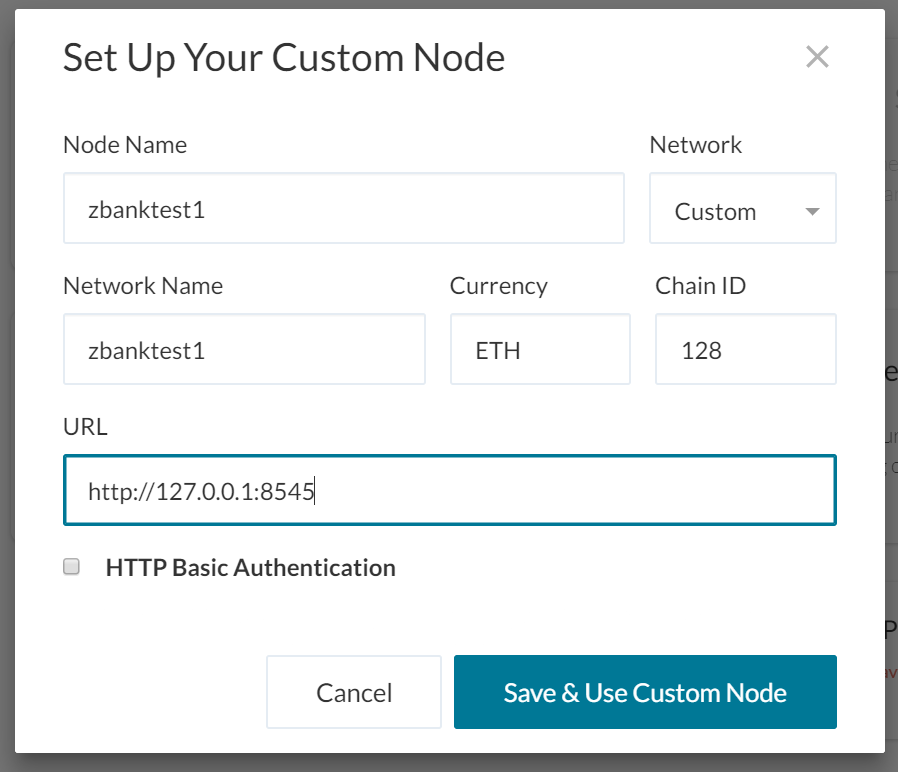 Set Up Your Custom Node
Node Name
Network
zbanktest1
Custom
Network Name
Currency
Chain ID
zbanktest1
ETH
128
URL
http://127.0.0.1:8545
HTTP Basic Authentication
Cancel
Save & Use Custom Node